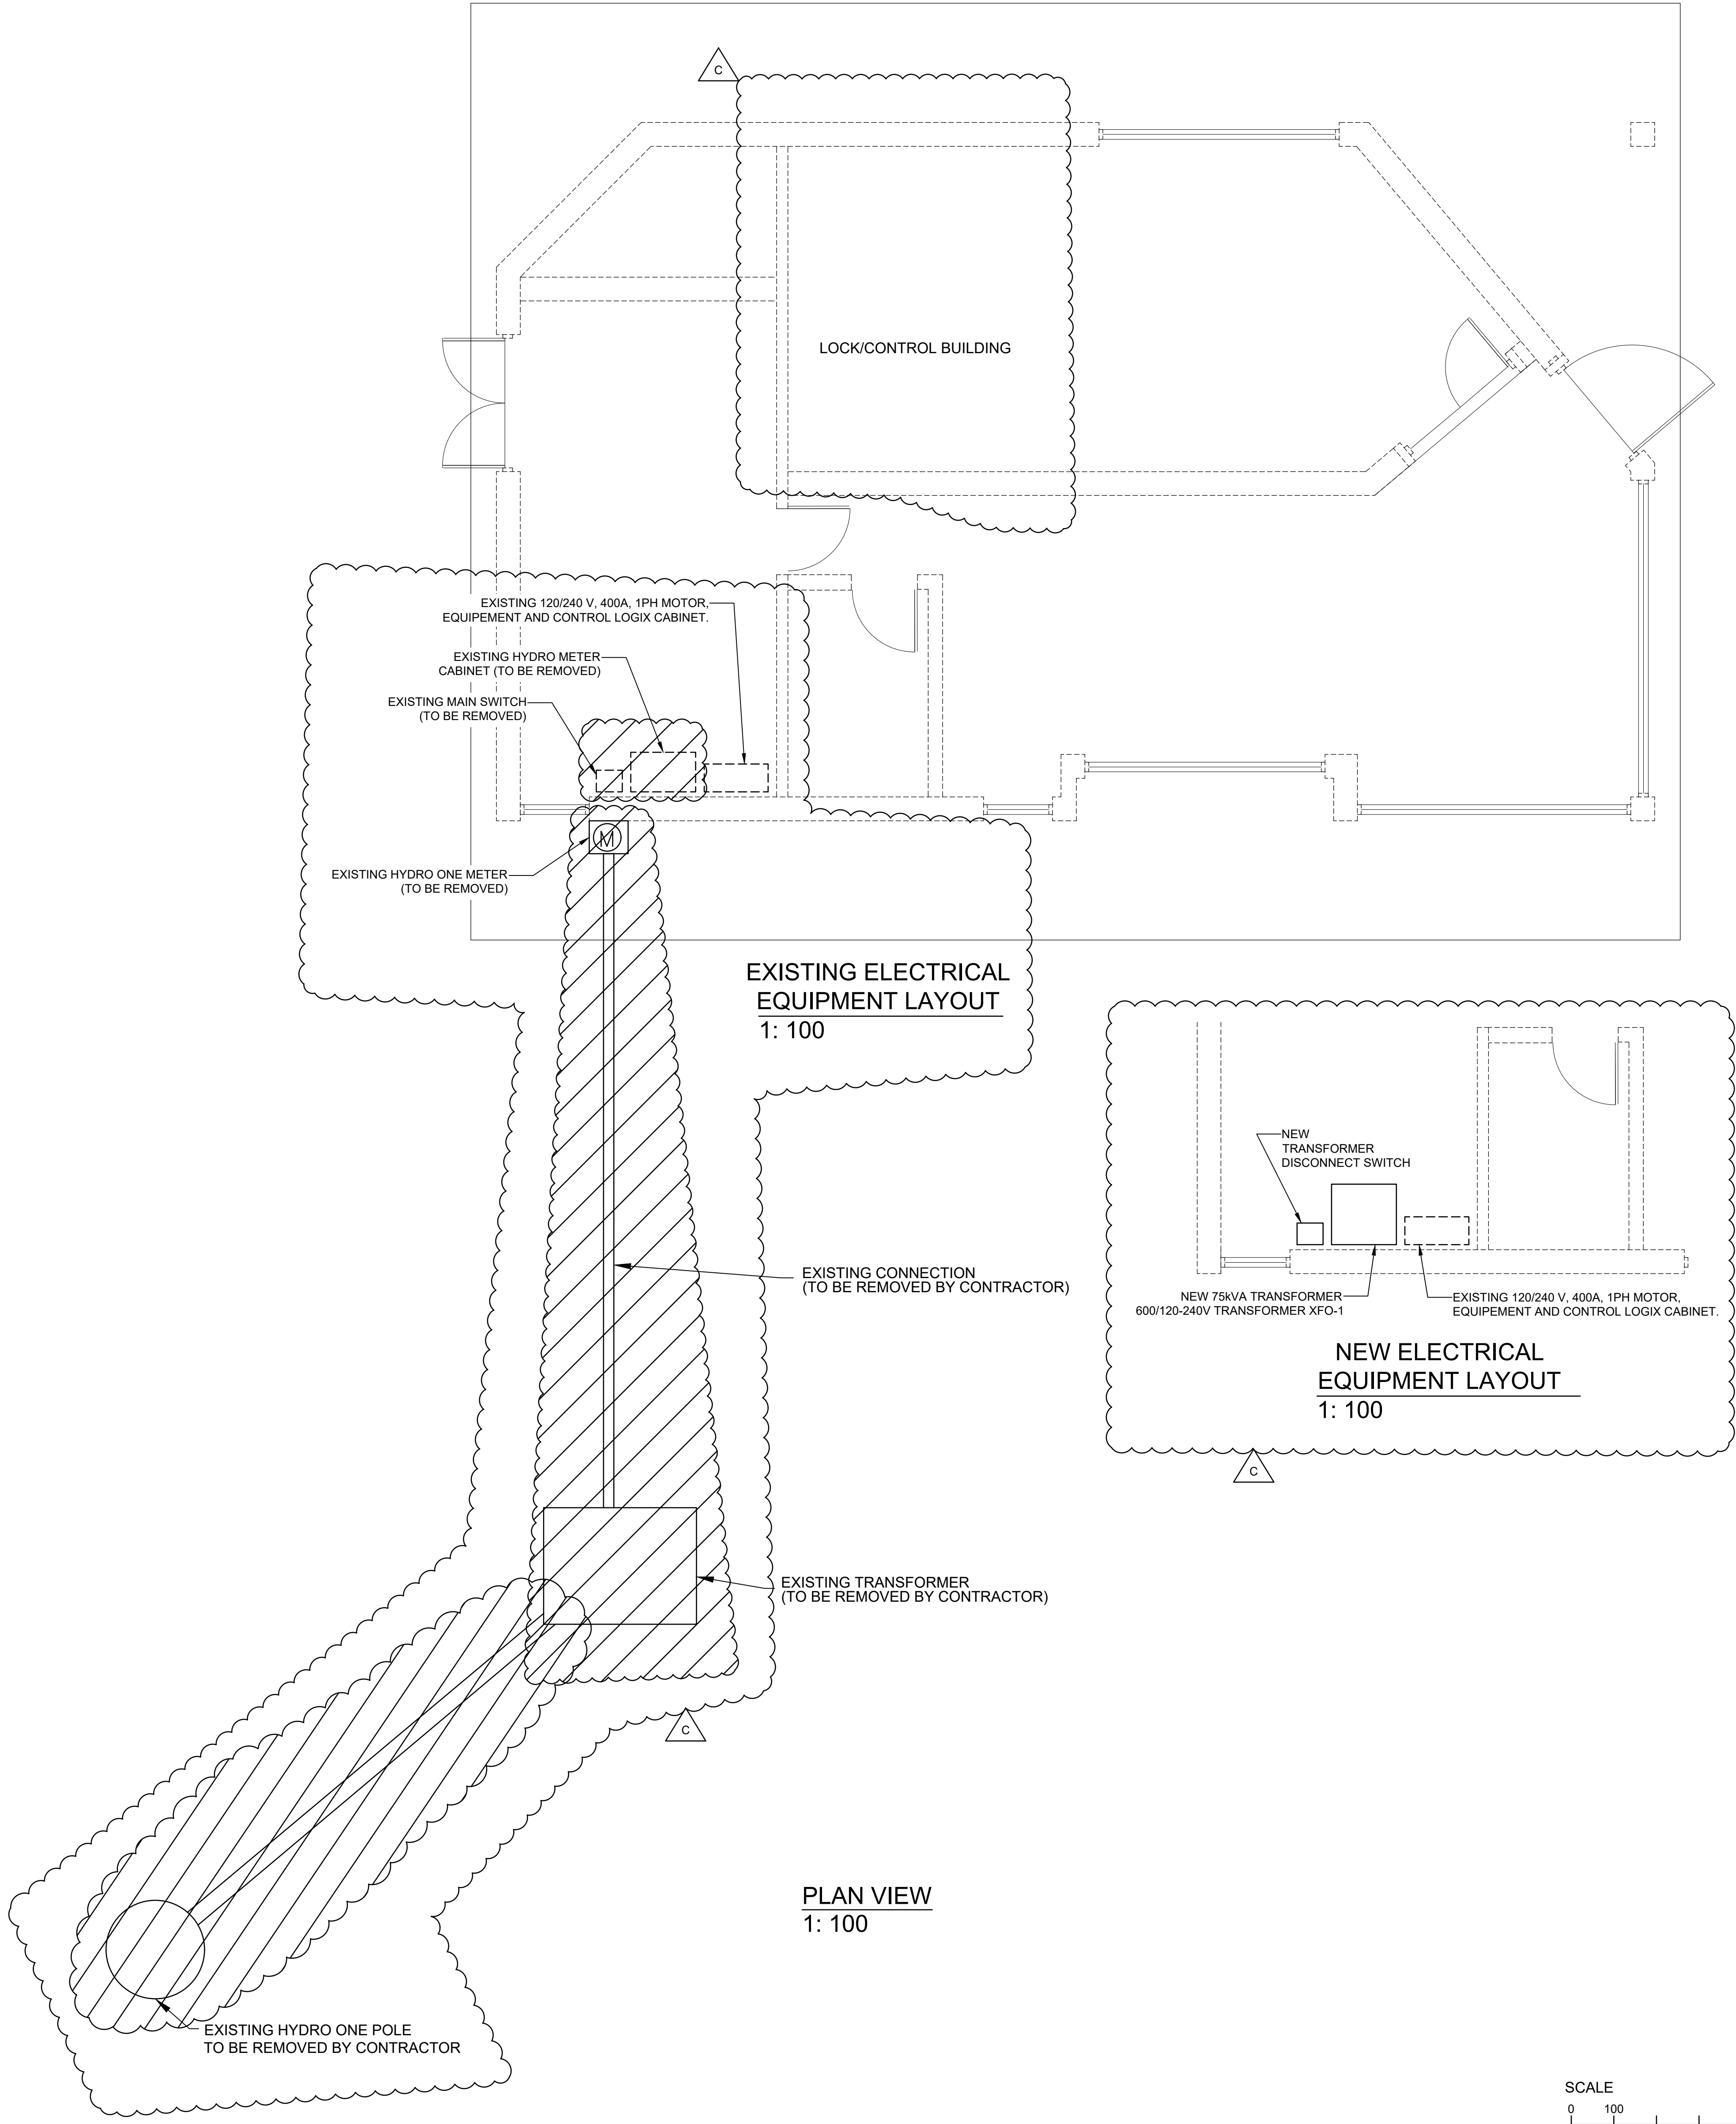 C
LOCK/CONTROL BUILDING
EXISTING 120/240 V, 400A, 1PH MOTOR,
EQUIPEMENT AND CONTROL LOGIX CABINET.
EXISTING HYDRO METER
CABINET (TO BE REMOVED)
EXISTING MAIN SWITCH
(TO BE REMOVED)
M
EXISTING HYDRO ONE METER
(TO BE REMOVED)
EXISTING ELECTRICAL
EQUIPMENT LAYOUT
1: 100
NEW
TRANSFORMER
DISCONNECT SWITCH
NEW 75kVA TRANSFORMER
600/120-240V TRANSFORMER XFO-1
EXISTING 120/240 V, 400A, 1PH MOTOR,
EQUIPEMENT AND CONTROL LOGIX CABINET.
NEW ELECTRICAL
EQUIPMENT LAYOUT
1: 100
C
EXISTING CONNECTION
(TO BE REMOVED BY CONTRACTOR)
EXISTING TRANSFORMER
(TO BE REMOVED BY CONTRACTOR)
C
PLAN VIEW
1: 100
EXISTING HYDRO ONE POLE
TO BE REMOVED BY CONTRACTOR
SCALE
0 100